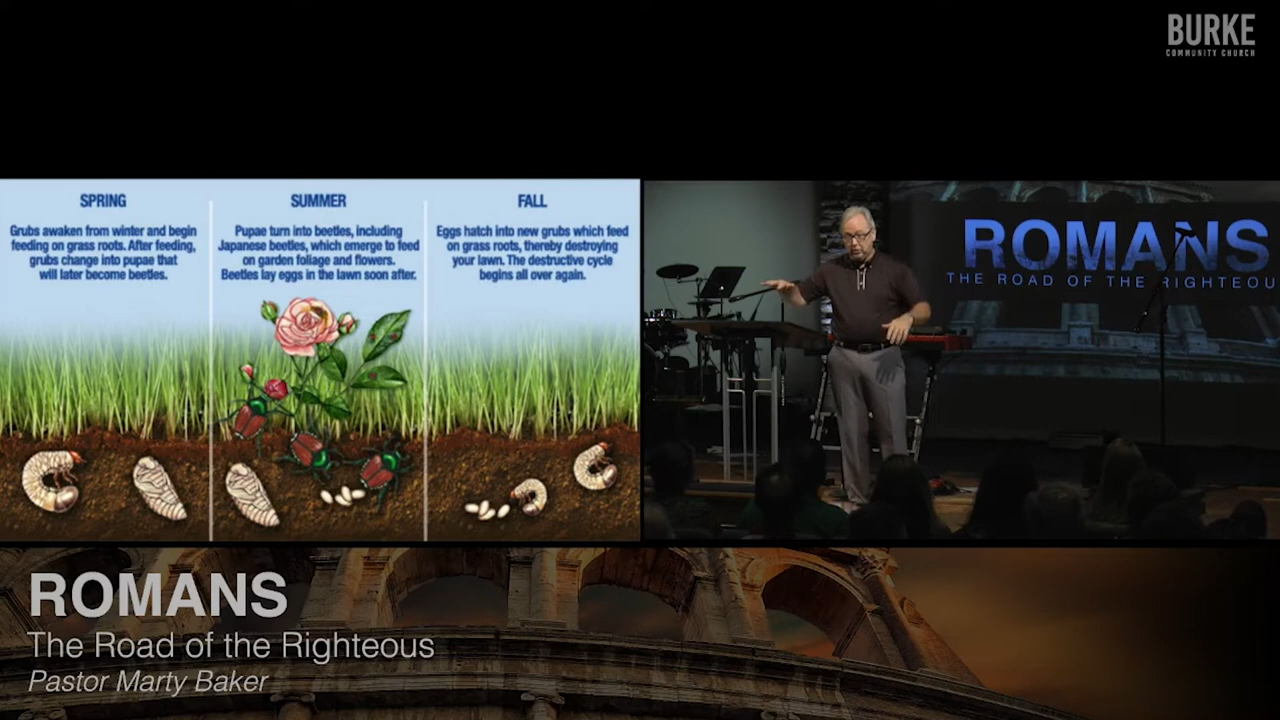 BURKE
COMMUNITY CHURCH
SPRING
Grubs awaken from winter and begin
feeding on grass roots. After feeding,
grubs change into pupae that
will later become beetles.
SUMMER
Pupae turn into beetles, including
Japanese beetles, which emerge to feed
on garden foliage and flowers.
Beetles lay eggs in the lawn soon after.
FALL
Eggs hatch into new grubs which feed
on grass roots, thereby destroying
your lawn. The destructive cycle
begins all over again.
ROMANS
THE ROAD OF THE RIGHTEOU
ROMANS
The Road of the Righteous
Pastor Marty Baker